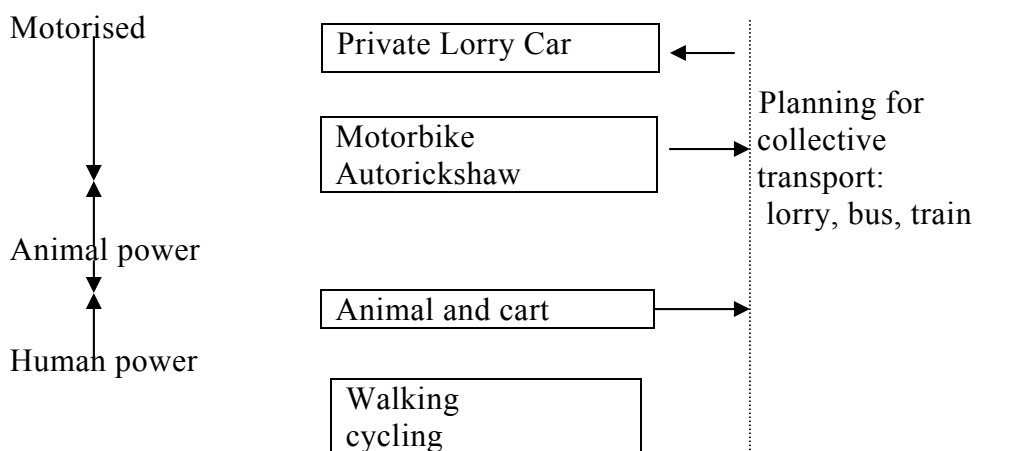 Motorised
Private Lorry Car
Planning for
collective
transport:
lorry, bus, train
Motorbike
Autorickshaw
Animal power
Animal and cart
Human power
Walking
cycling